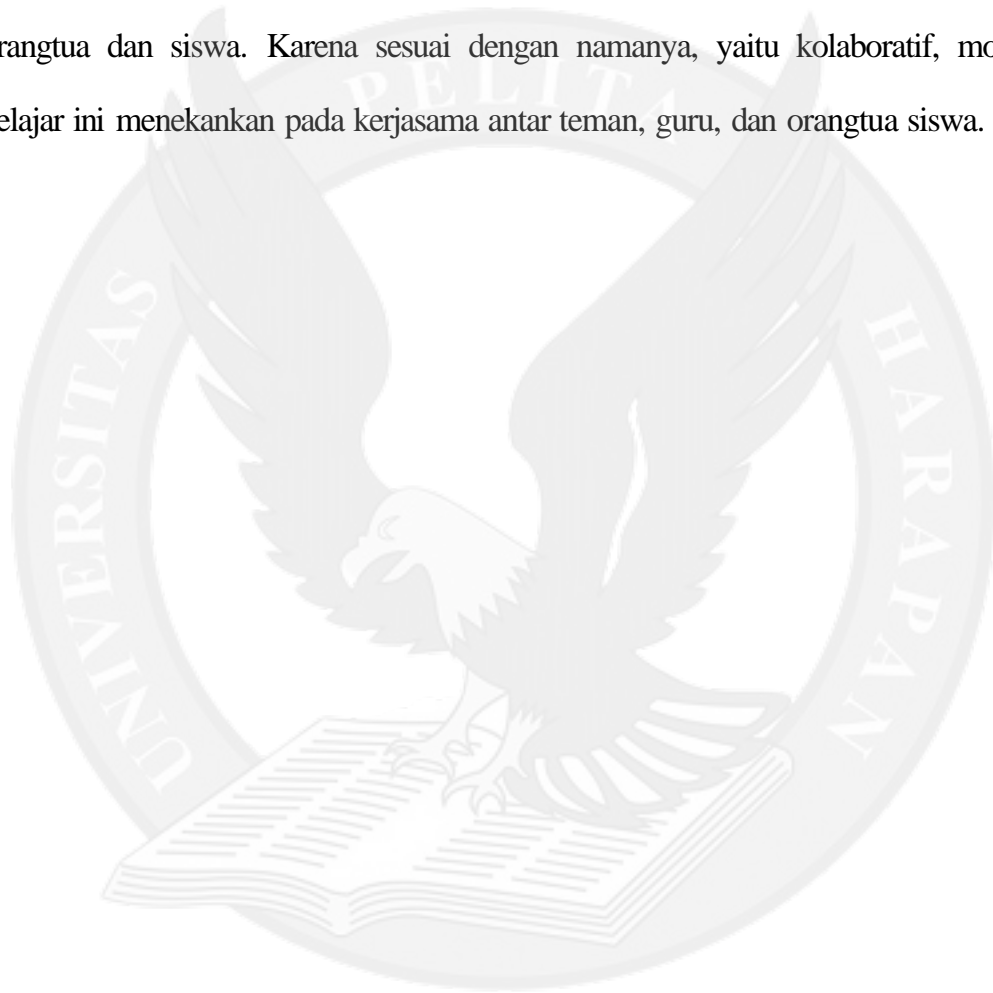 rangtua dan siswa. Karena sesuai dengan namanya, yaitu kolaboratif, mo
elajar ini menekankan pada kerjasama antar teman, guru, dan orangtua siswa.
UNIVERSITAS PELITA HARAPAN